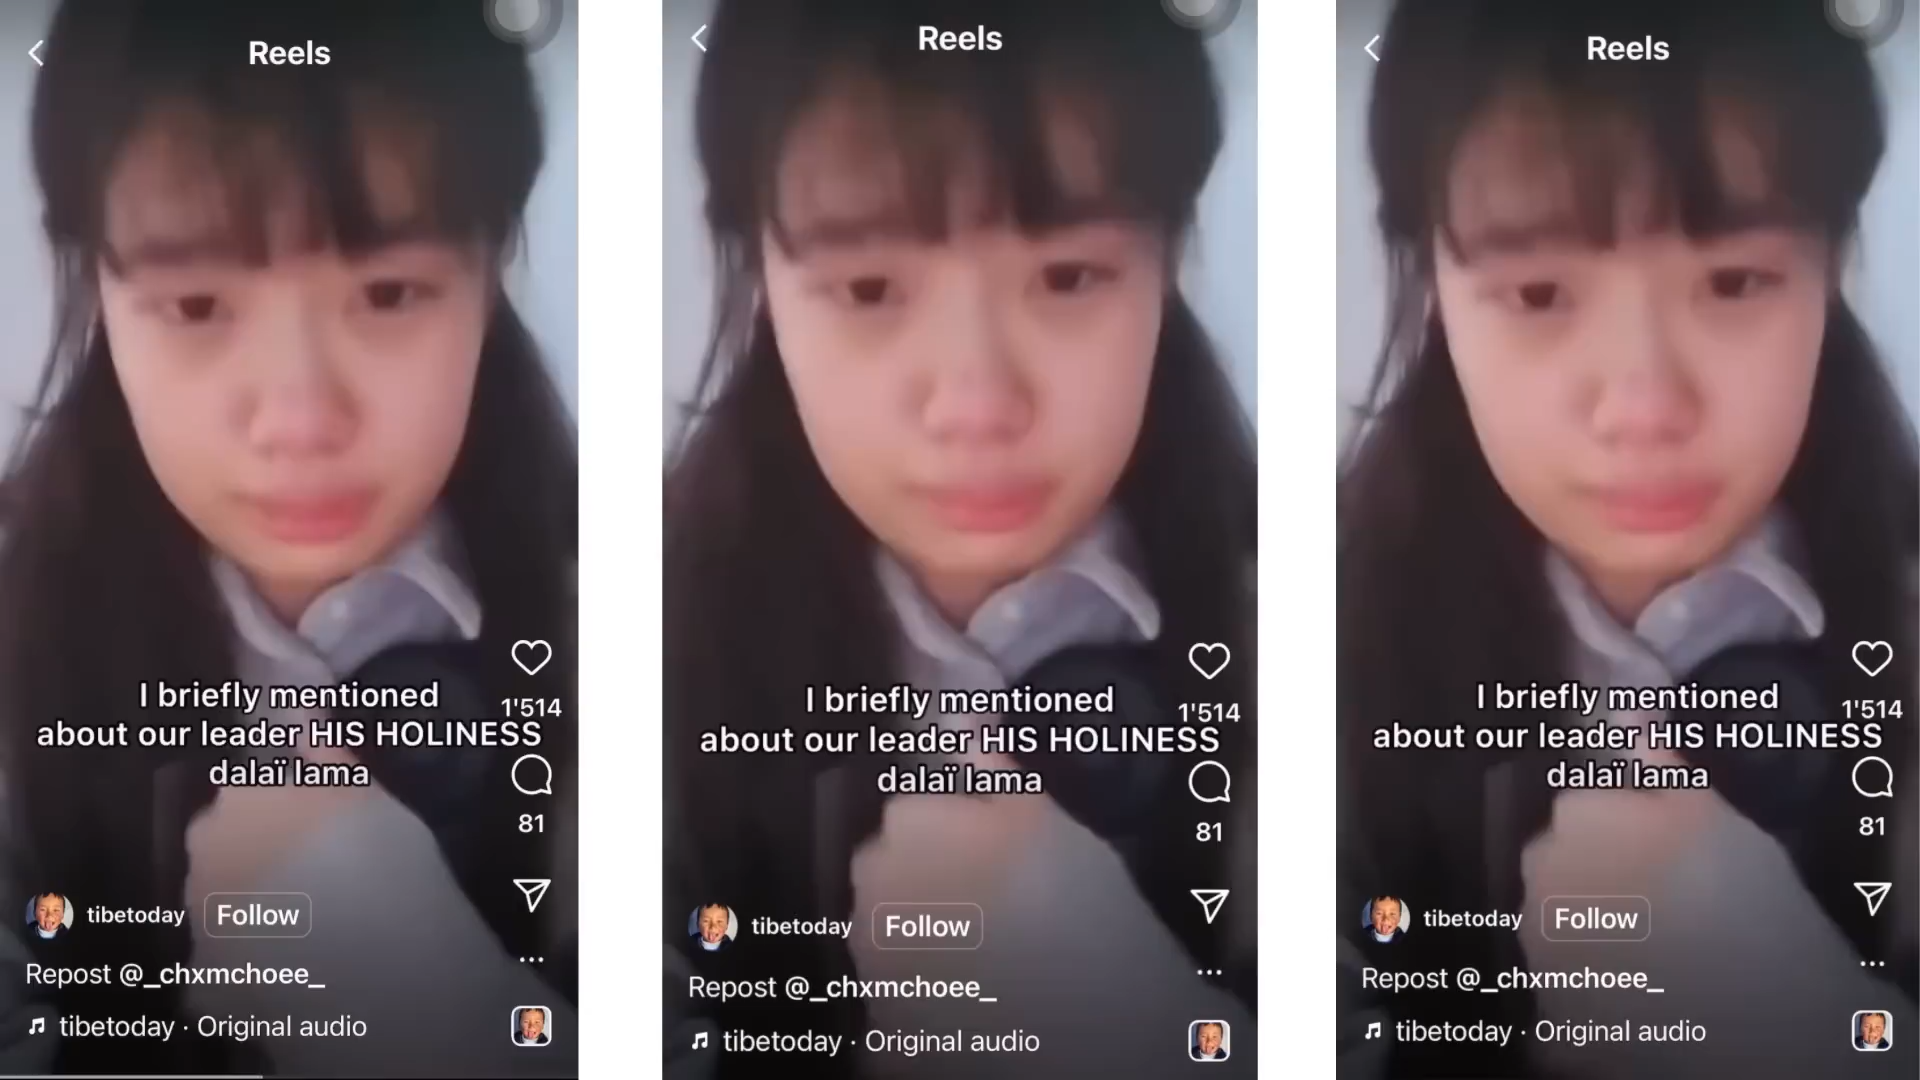 Reels
I briefly mentioned
about our leader HIS HOLINESS
dalaï lama
1'514
81
tibetoday Follow
Repost @_chxmchoee_
tibetoday · Original audio
Reels
I briefly mentioned
about our leader HIS HOLINESS
dalaï lama
1'514
81
tibetoday Follow
Repost @_chxmchoee_
tibetoday · Original audio
Reels
I briefly mentioned
about our leader HIS HOLINESS
dalaï lama
1'514
81
tibetoday Follow
Repost @_chxmchoee_
tibetoday · Original audio